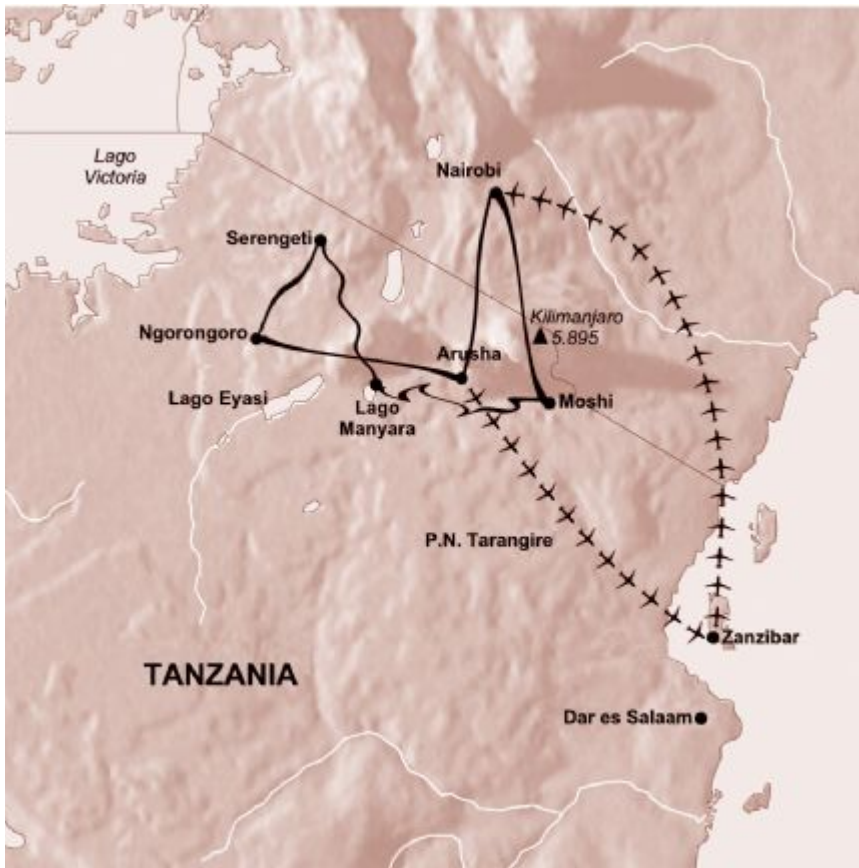 Lago
Victoria
Nairobi
Serengeti
Kilimanjaro
5.895
Ngorongoro
Arusha
Lago Eyasi
Lago
Manyara
Moshi
P.N. Tarangire
Zanzibar
TANZANIA
Dar es Salaam